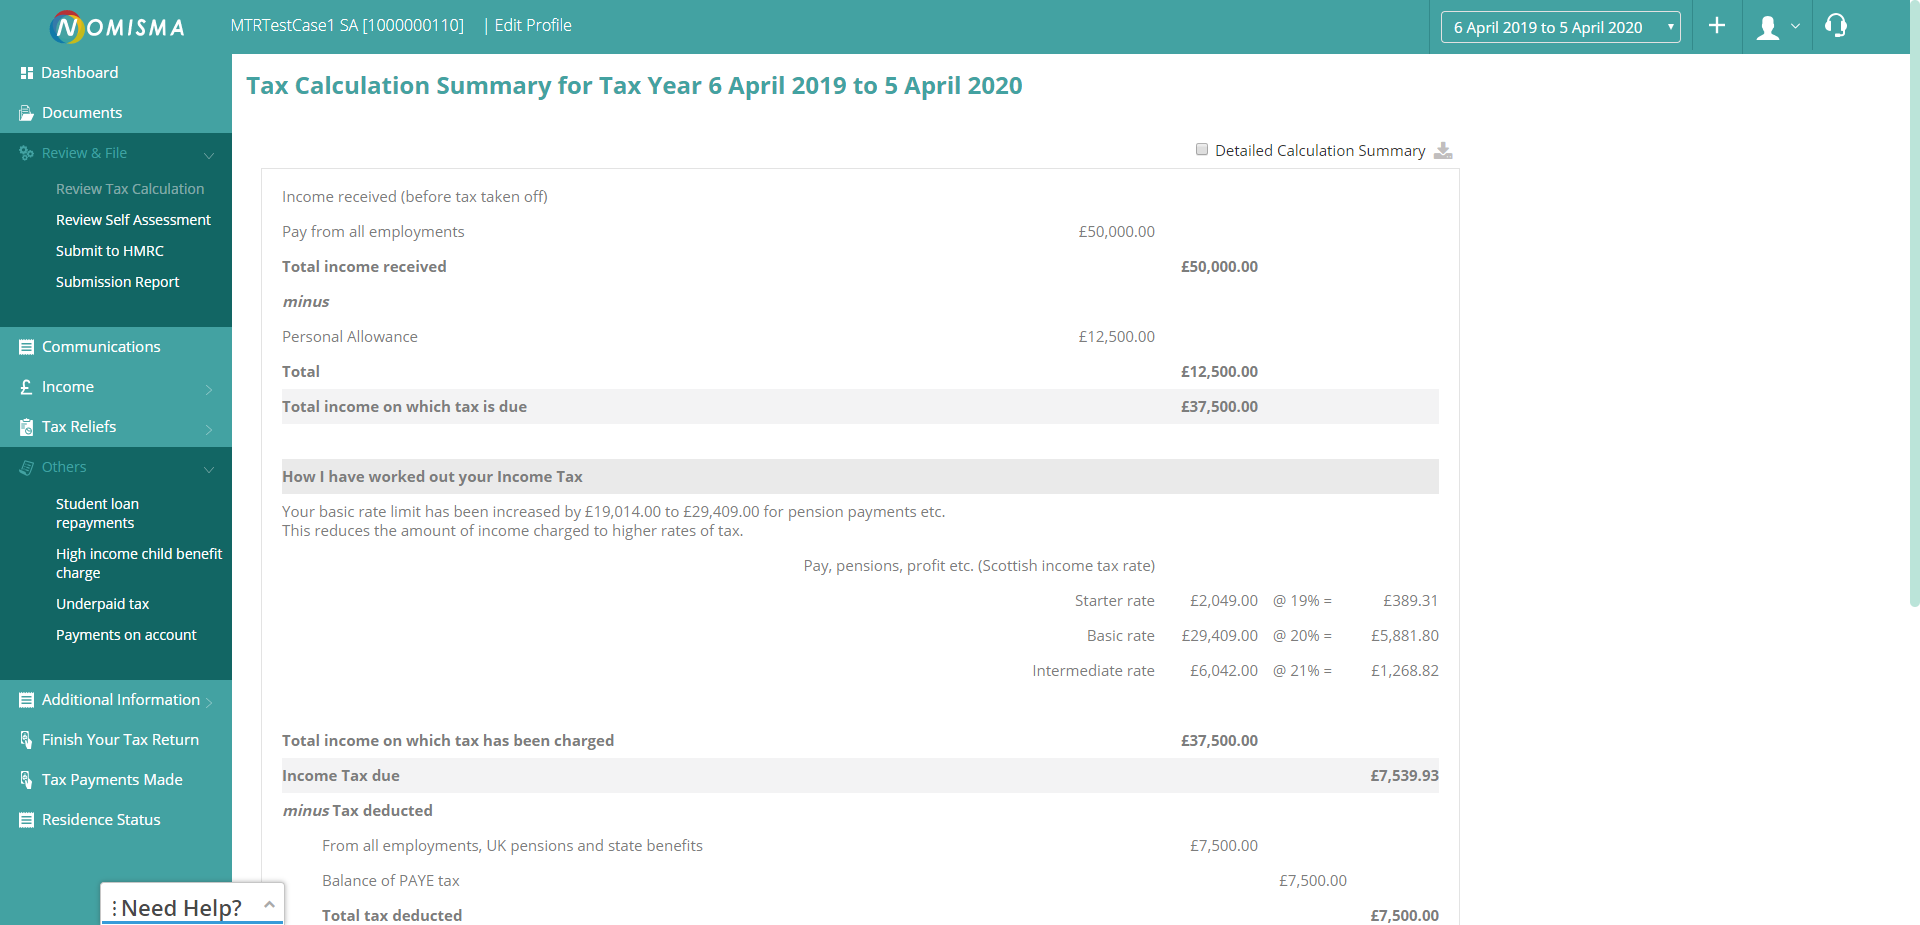 NOMISMA
MTRTestCase1 SA [1000000110] | Edit Profile
6 April 2019 to 5 April 2020
Dashboard
Documents
Review & File
Review Tax Calculation
Review Self Assessment
Submit to HMRC
Submission Report
Communications
£ Income
Tax Reliefs
Others
Student loan
repayments
High income child benefit
charge
Underpaid tax
Payments on account
Additional Information
Finish Your Tax Return
Tax Payments Made
Residence Status
Need Help?
Tax Calculation Summary for Tax Year 6 April 2019 to 5 April 2020
Detailed Calculation Summary
Income received (before tax taken off)
Pay from all employments £50,000.00
Total income received £50,000.00
minus
Personal Allowance £12,500.00
Total £12,500.00
Total income on which tax is due £37,500.00
How I have worked out your Income Tax
Your basic rate limit has been increased by £19,014.00 to £29,409.00 for pension payments etc.
This reduces the amount of income charged to higher rates of tax.
Pay, pensions, profit etc. (Scottish income tax rate)
Starter rate £2,049.00 @ 19% = £389.31
Basic rate £29,409.00 @ 20% = £5,881.80
Intermediate rate £6,042.00 @ 21% = £1,268.82
Total income on which tax has been charged £37,500.00
Income Tax due £7,539.93
minus Tax deducted
From all employments, UK pensions and state benefits £7,500.00
Balance of PAYE tax £7,500.00
Total tax deducted £7,500.00